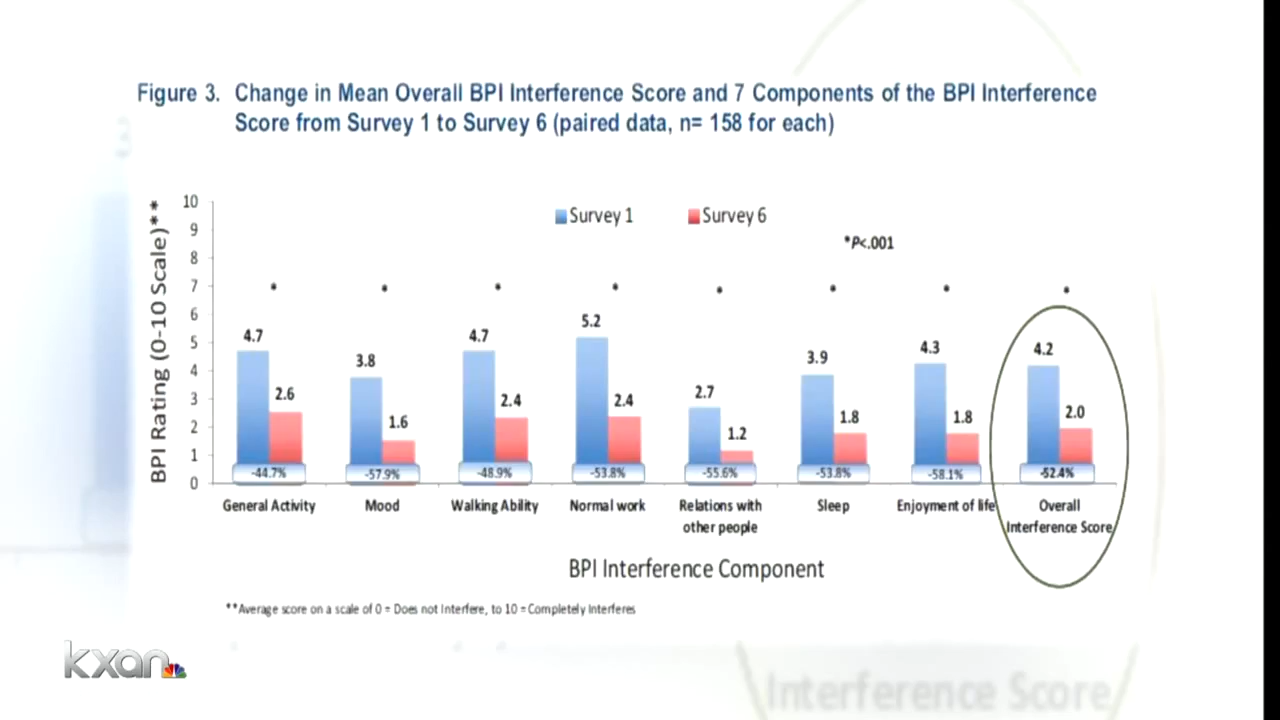 Figure 3. Change in Mean Overall BPI Interference Score and 7 Components of the BPI Interference
Score from Survey 1 to Survey 6 (paired data, n= 158 for each)
BPI Rating (0-10 Scale)**
10
9
8
7
6
5
4
3
2
1
0
Survey 1
Survey 6
*P<.001
* * * * * * * *
4.7 2.6
3.8 1.6
4.7 2.4
5.2 2.4
2.7 1.2
3.9 1.8
4.3 1.8
4.2 2.0
-44.7% -57.9% -48.9% -53.8% -55.6% -53.8% -58.1% -52.4%
General Activity
Mood
Walking Ability
Normal work
Relations with
other people
Sleep
Enjoyment of life
Overall
Interference Score
BPI Interference Component
**Average score on a scale of 0 = Does not Interfere, to 10 = Completely Interferes
kxan
Interference Score